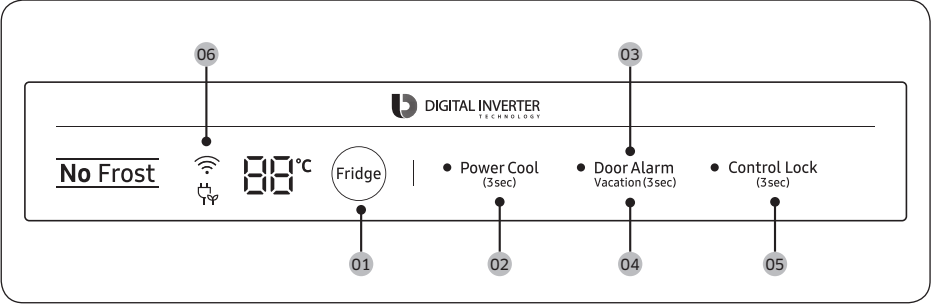 06
03
DIGITAL INVERTER
TECHNOLOGY
No Frost
88°C
Fridge
Power Cool
(3sec)
Door Alarm
Vacation(3sec)
Control Lock
(3sec)
01
02
04
05